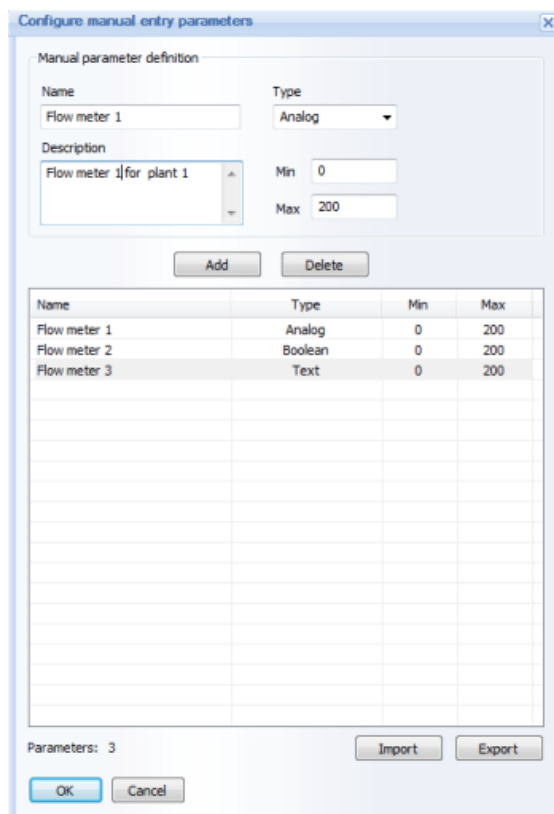 Configure manual entry parameters
Manual parameter definition
Name Type
Flow meter 1 Analog
Description
Flow meter 1 for plant 1
Min 0
Max 200
Add Delete
Name Type Min Max
Flow meter 1 Analog 0 200
Flow meter 2 Boolean 0 200
Flow meter 3 Text 0 200
Parameters: 3 Import Export
OK Cancel